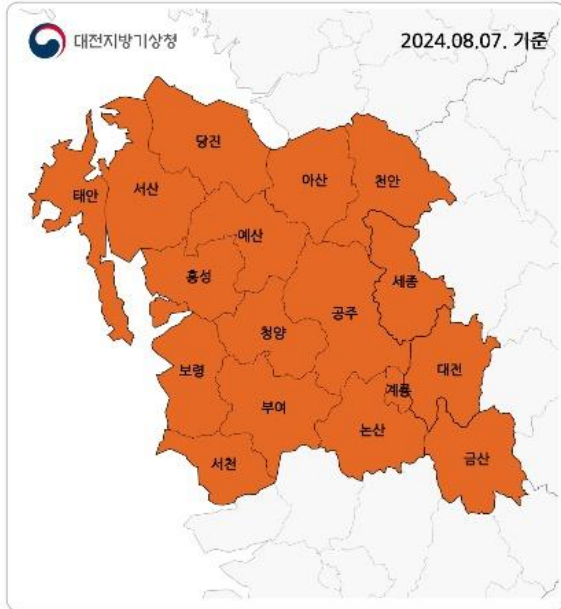 대전지방기상청
2024.08.07. 기준
당진
아산
천안
태안
서산
예산
홍성
세종
공주
청양
보령
대전
계룡
부여
논산
서천
금산